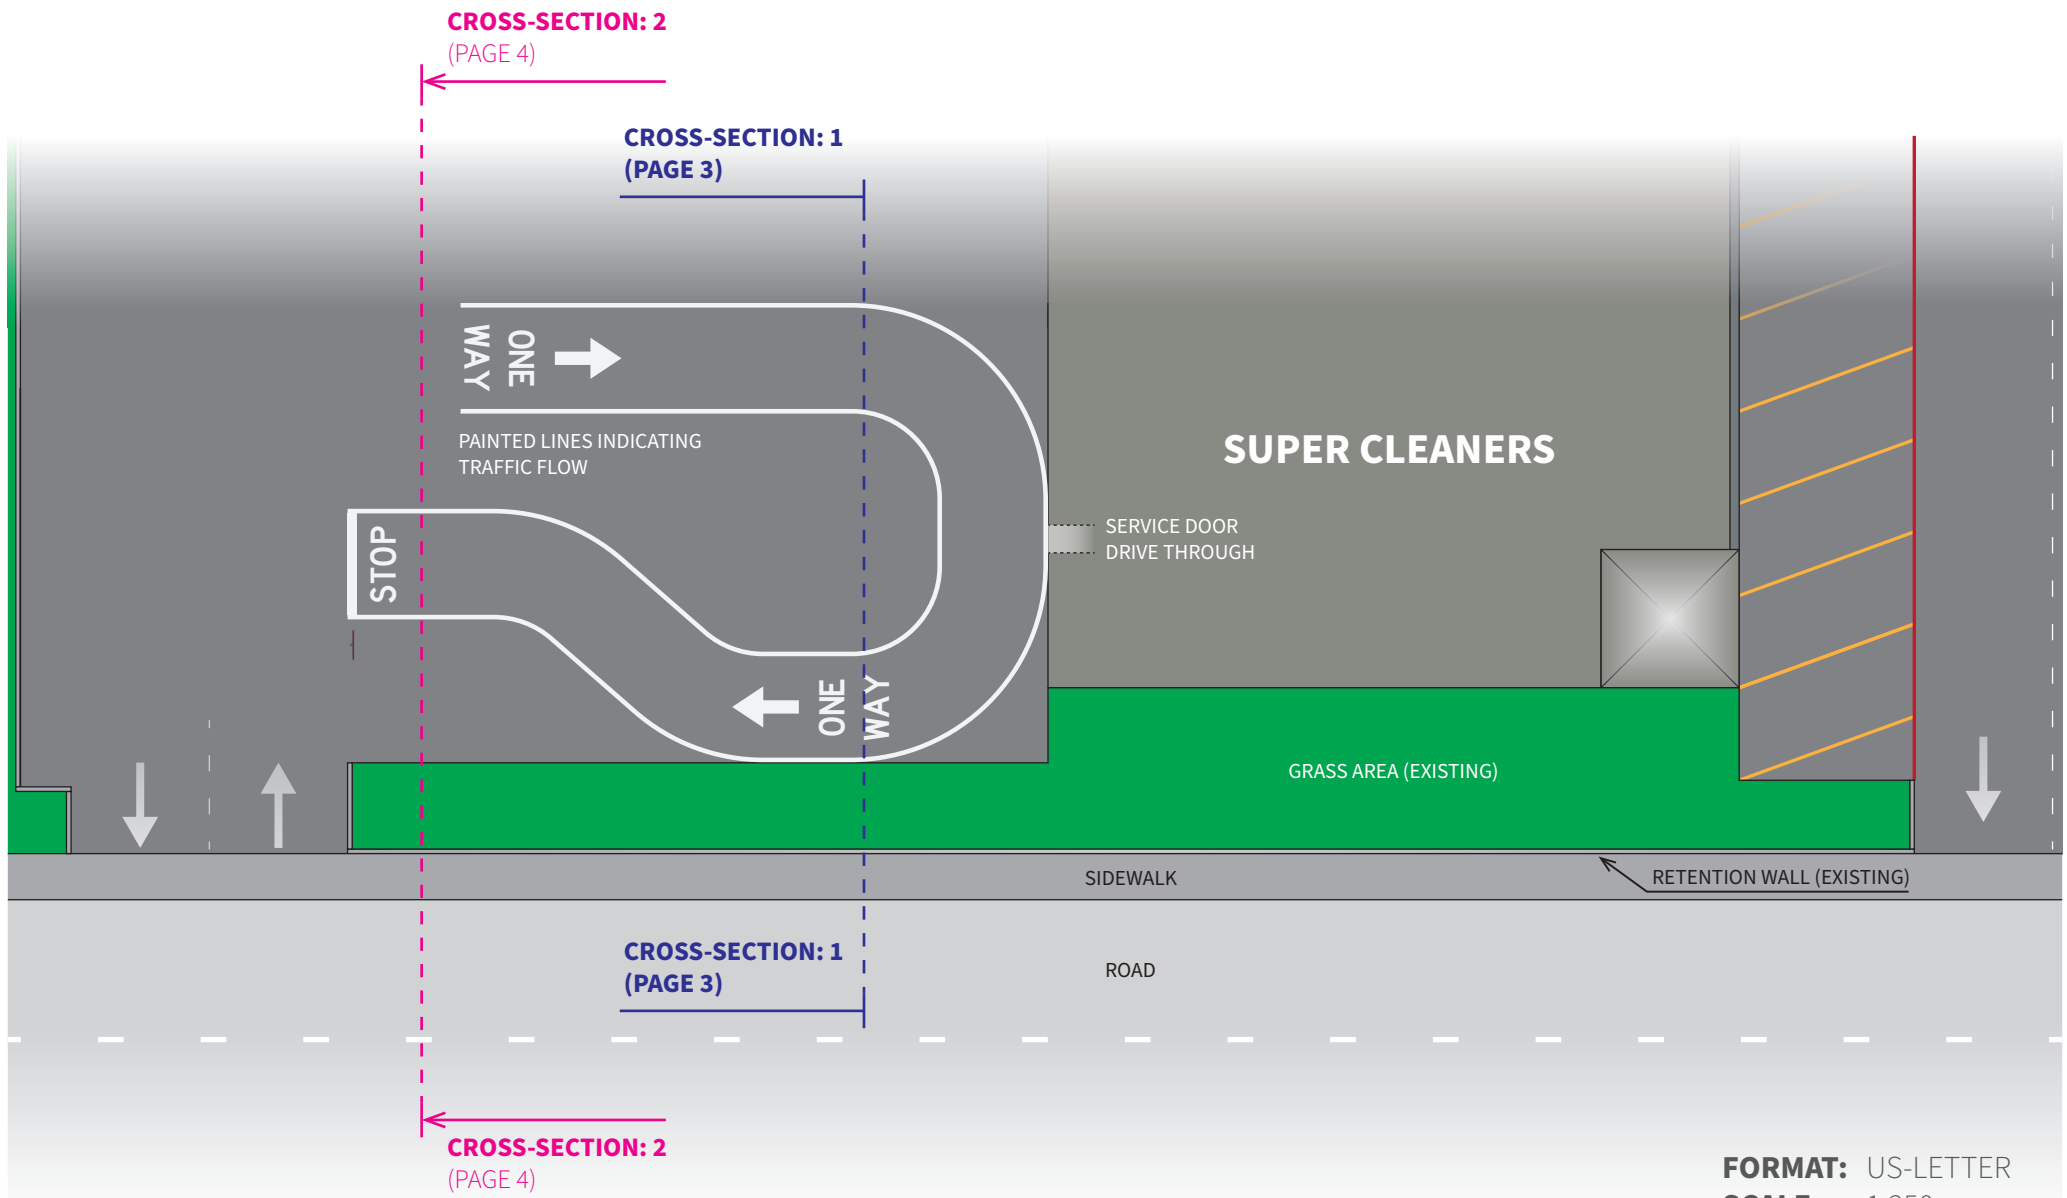 CROSS-SECTION: 2
(PAGE 4)
CROSS-SECTION: 1
(PAGE 3)
ONE
WAY
PAINTED LINES INDICATING
TRAFFIC FLOW
SUPER CLEANERS
STOP
SERVICE DOOR
DRIVE THROUGH
ONE
WAY
GRASS AREA (EXISTING)
SIDEWALK
RETENTION WALL (EXISTING)
CROSS-SECTION: 1
(PAGE 3)
ROAD
CROSS-SECTION: 2
(PAGE 4)
FORMAT: US-LETTER